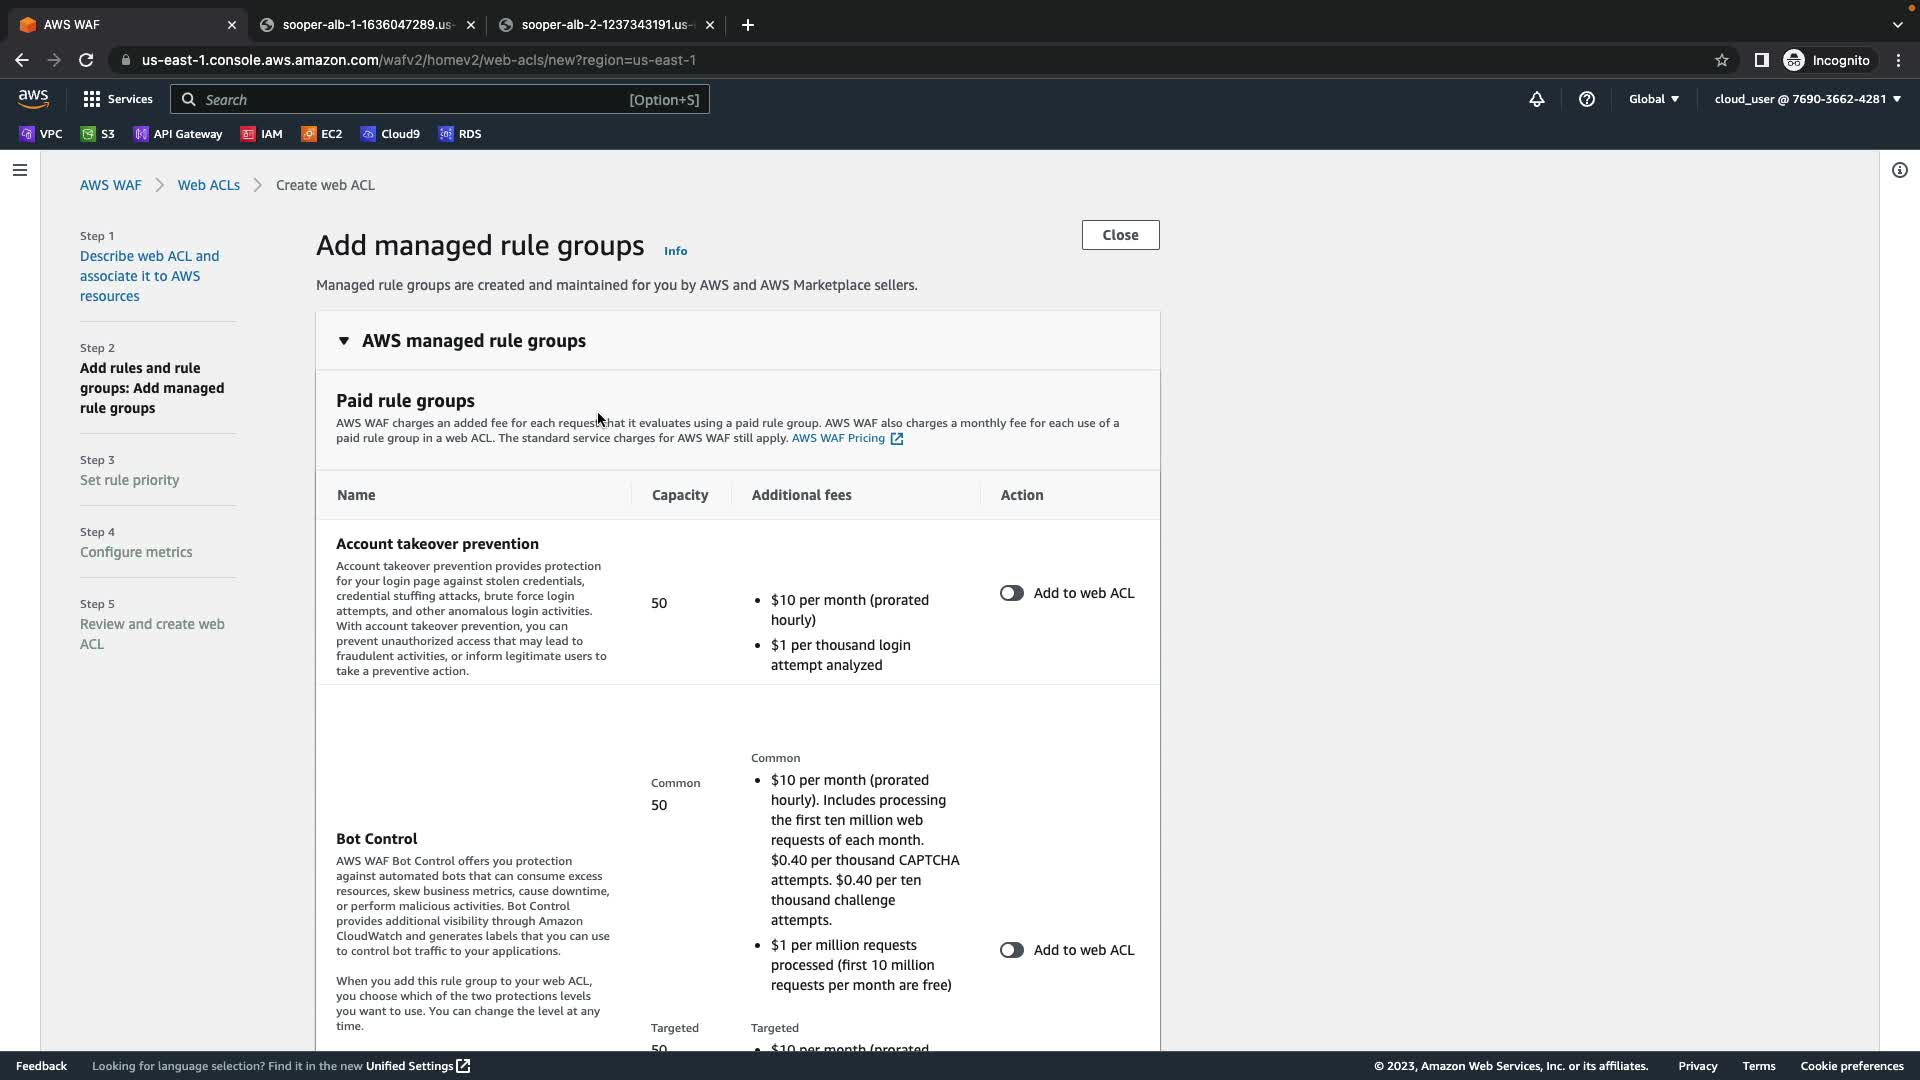 AWS WAF
sooper-alb-1-1636047289.us-
sooper-alb-2-1237343191.us-
us-east-1.console.aws.amazon.com/wafv2/homev2/web-acls/new?region=us-east-1
Incognito
aws
Services
Search
[Option+S]
Global
cloud_user @ 7690-3662-4281
VPC
S3
API Gateway
IAM
EC2
Cloud9
RDS
AWS WAF
Web ACLs
Create web ACL
Step 1
Describe web ACL and
associate it to AWS
resources
Step 2
Add rules and rule
groups: Add managed
rule groups
Step 3
Set rule priority
Step 4
Configure metrics
Step 5
Review and create web
ACL
Add managed rule groups
Info
Close
Managed rule groups are created and maintained for you by AWS and AWS Marketplace sellers.
AWS managed rule groups
Paid rule groups
AWS WAF charges an added fee for each request that it evaluates using a paid rule group. AWS WAF also charges a monthly fee for each use of a
paid rule group in a web ACL. The standard service charges for AWS WAF still apply. AWS WAF Pricing
Name
Capacity
Additional fees
Action
Account takeover prevention
Account takeover prevention provides protection
for your login page against stolen credentials,
credential stuffing attacks, brute force login
attempts, and other anomalous login activities.
With account takeover prevention, you can
prevent unauthorized access that may lead to
fraudulent activities, or inform legitimate users to
take a preventive action.
50
• $10 per month (prorated
hourly)
• $1 per thousand login
attempt analyzed
Add to web ACL
Bot Control
AWS WAF Bot Control offers you protection
against automated bots that can consume excess
resources, skew business metrics, cause downtime,
or perform malicious activities. Bot Control
provides additional visibility through Amazon
CloudWatch and generates labels that you can use
to control bot traffic to your applications.
When you add this rule group to your web ACL,
you choose which of the two protections levels
you want to use. You can change the level at any
time.
Common
50
Common
• $10 per month (prorated
hourly). Includes processing
the first ten million web
requests of each month.
$0.40 per thousand CAPTCHA
attempts. $0.40 per ten
thousand challenge
attempts.
• $1 per million requests
processed (first 10 million
requests per month are free)
Add to web ACL
Targeted
50
Targeted
• $10 per month (prorated
Feedback
Looking for language selection? Find it in the new Unified Settings
© 2023, Amazon Web Services, Inc. or its affiliates.
Privacy
Terms
Cookie preferences